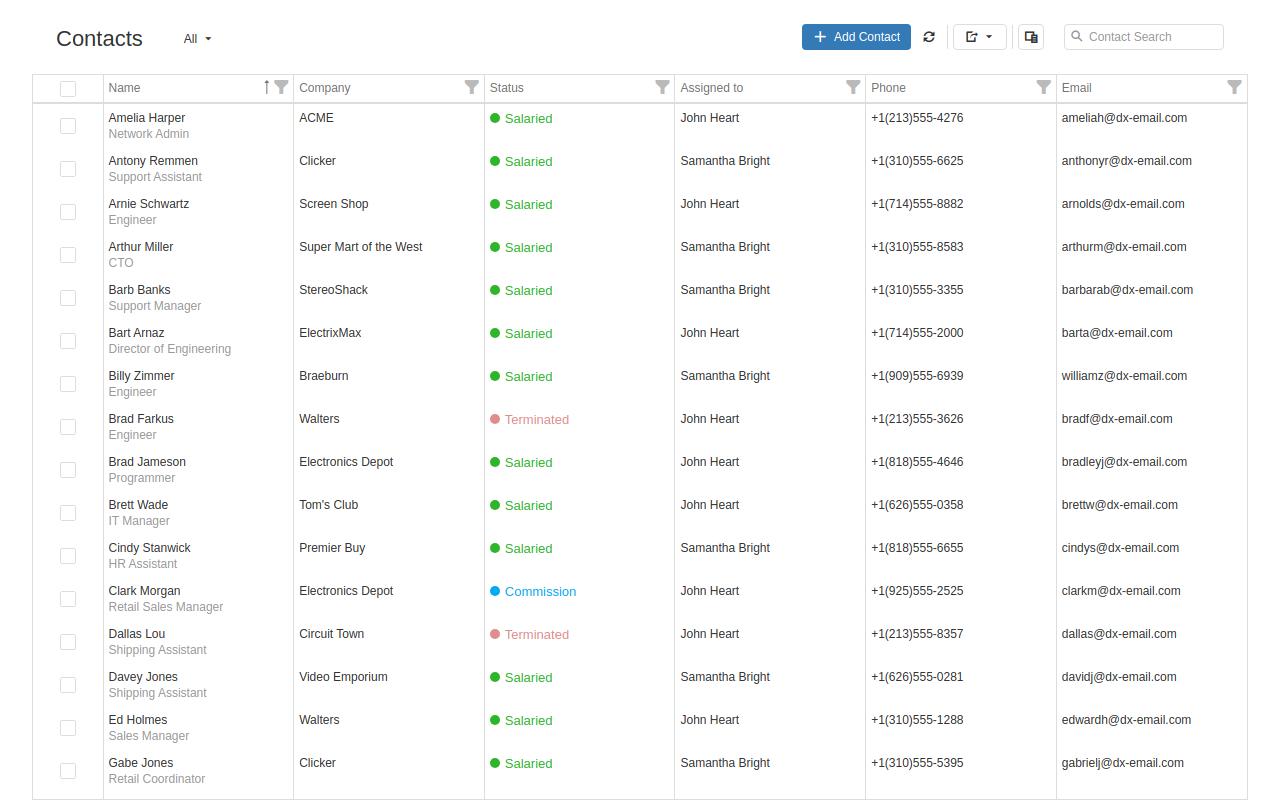 Contacts
All
Add Contact
Contact Search
Name Company Status Assigned to Phone Email
Amelia Harper ACME Salaried John Heart +1(213)555-4276 ameliah@dx-email.com
Network Admin
Antony Remmen Clicker Salaried Samantha Bright +1(310)555-6625 anthonyr@dx-email.com
Support Assistant
Arnie Schwartz Screen Shop Salaried John Heart +1(714)555-8882 arnolds@dx-email.com
Engineer
Arthur Miller Super Mart of the West Salaried Samantha Bright +1(310)555-8583 arthurm@dx-email.com
CTO
Barb Banks StereoShack Salaried Samantha Bright +1(310)555-3355 barbarab@dx-email.com
Support Manager
Bart Arnaz ElectrixMax Salaried John Heart +1(714)555-2000 barta@dx-email.com
Director of Engineering
Billy Zimmer Braeburn Salaried Samantha Bright +1(909)555-6939 williamz@dx-email.com
Engineer
Brad Farkus Walters Terminated John Heart +1(213)555-3626 bradf@dx-email.com
Engineer
Brad Jameson Electronics Depot Salaried John Heart +1(818)555-4646 bradleyj@dx-email.com
Programmer
Brett Wade Tom's Club Salaried John Heart +1(626)555-0358 brettw@dx-email.com
IT Manager
Cindy Stanwick Premier Buy Salaried Samantha Bright +1(818)555-6655 cindys@dx-email.com
HR Assistant
Clark Morgan Electronics Depot Commission John Heart +1(925)555-2525 clarkm@dx-email.com
Retail Sales Manager
Dallas Lou Circuit Town Terminated John Heart +1(213)555-8357 dallas@dx-email.com
Shipping Assistant
Davey Jones Video Emporium Salaried Samantha Bright +1(626)555-0281 davidj@dx-email.com
Shipping Assistant
Ed Holmes Walters Salaried John Heart +1(310)555-1288 edwardh@dx-email.com
Sales Manager
Gabe Jones Clicker Salaried Samantha Bright +1(310)555-5395 gabrielj@dx-email.com
Retail Coordinator